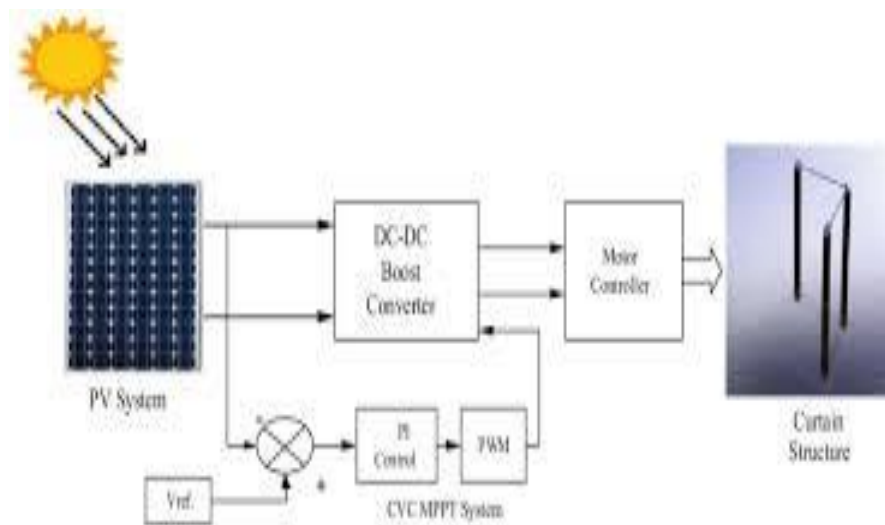 DC-DC
Boost
Converter
Motor
Controller
PV System
PI
Control
PWM
Vref.
CVC MPPT System
Curtain
Structure